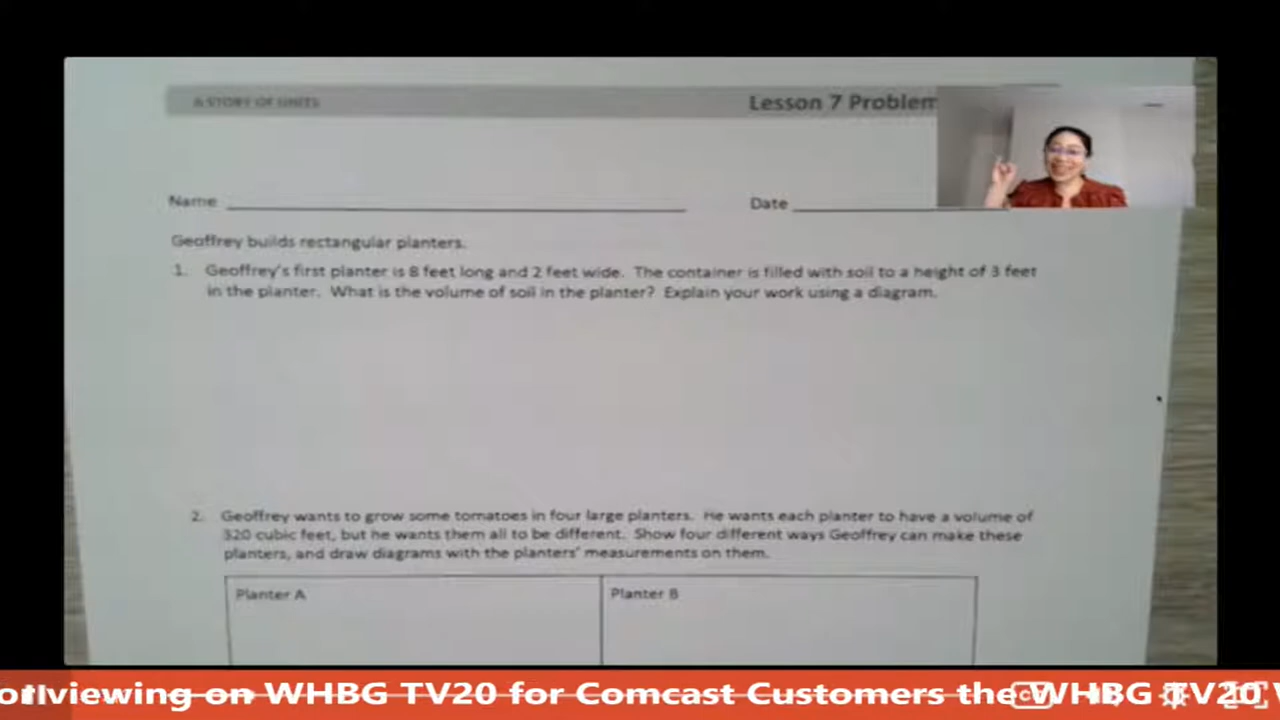 A STORY OF UNITS
Lesson 7 Problem
Name
Date
Geoffrey builds rectangular planters.
1. Geoffrey's first planter is 8 feet long and 2 feet wide. The container is filled with soil to a height of 3 feet
in the planter. What is the volume of soil in the planter? Explain your work using a diagram.
2. Geoffrey wants to grow some tomatoes in four large planters. He wants each planter to have a volume of
320 cubic feet, but he wants them all to be different. Show four different ways Geoffrey can make these
planters, and draw diagrams with the planters' measurements on them.
Planter A
Planter B
viewing on WHBG TV20 for Comcast Customers the WHBG TV20